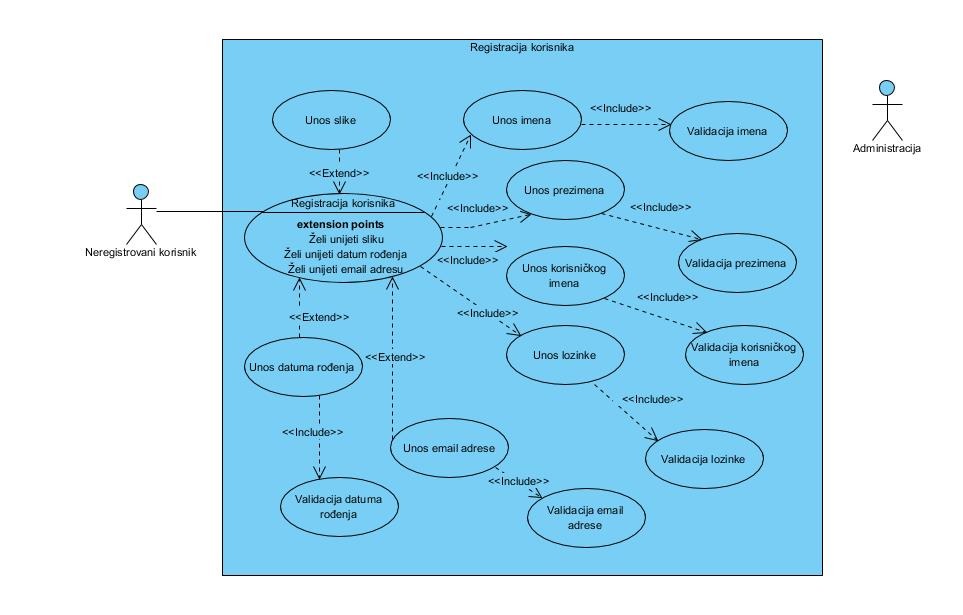 Registracija korisnika
Unos slike
<<Extend>>
Registracija korisnika
extension points
Želi unijeti sliku
Želi unijeti datum rođenja
Želi unijeti email adresu
Neregistrovani korisnik
Administracija
Unos imena
<<Include>>
Validacija imena
<<Include>>
Unos prezimena
<<Include>>
<<Include>>
Validacija prezimena
<<Include>>
Unos korisničkog
imena
<<Include>>
Validacija korisničkog
imena
<<Include>>
Unos lozinke
<<Include>>
Validacija lozinke
<<Extend>>
Unos datuma rođenja
<<Extend>>
<<Include>>
Validacija datuma
rođenja
Unos email adrese
<<Include>>
Validacija email
adrese